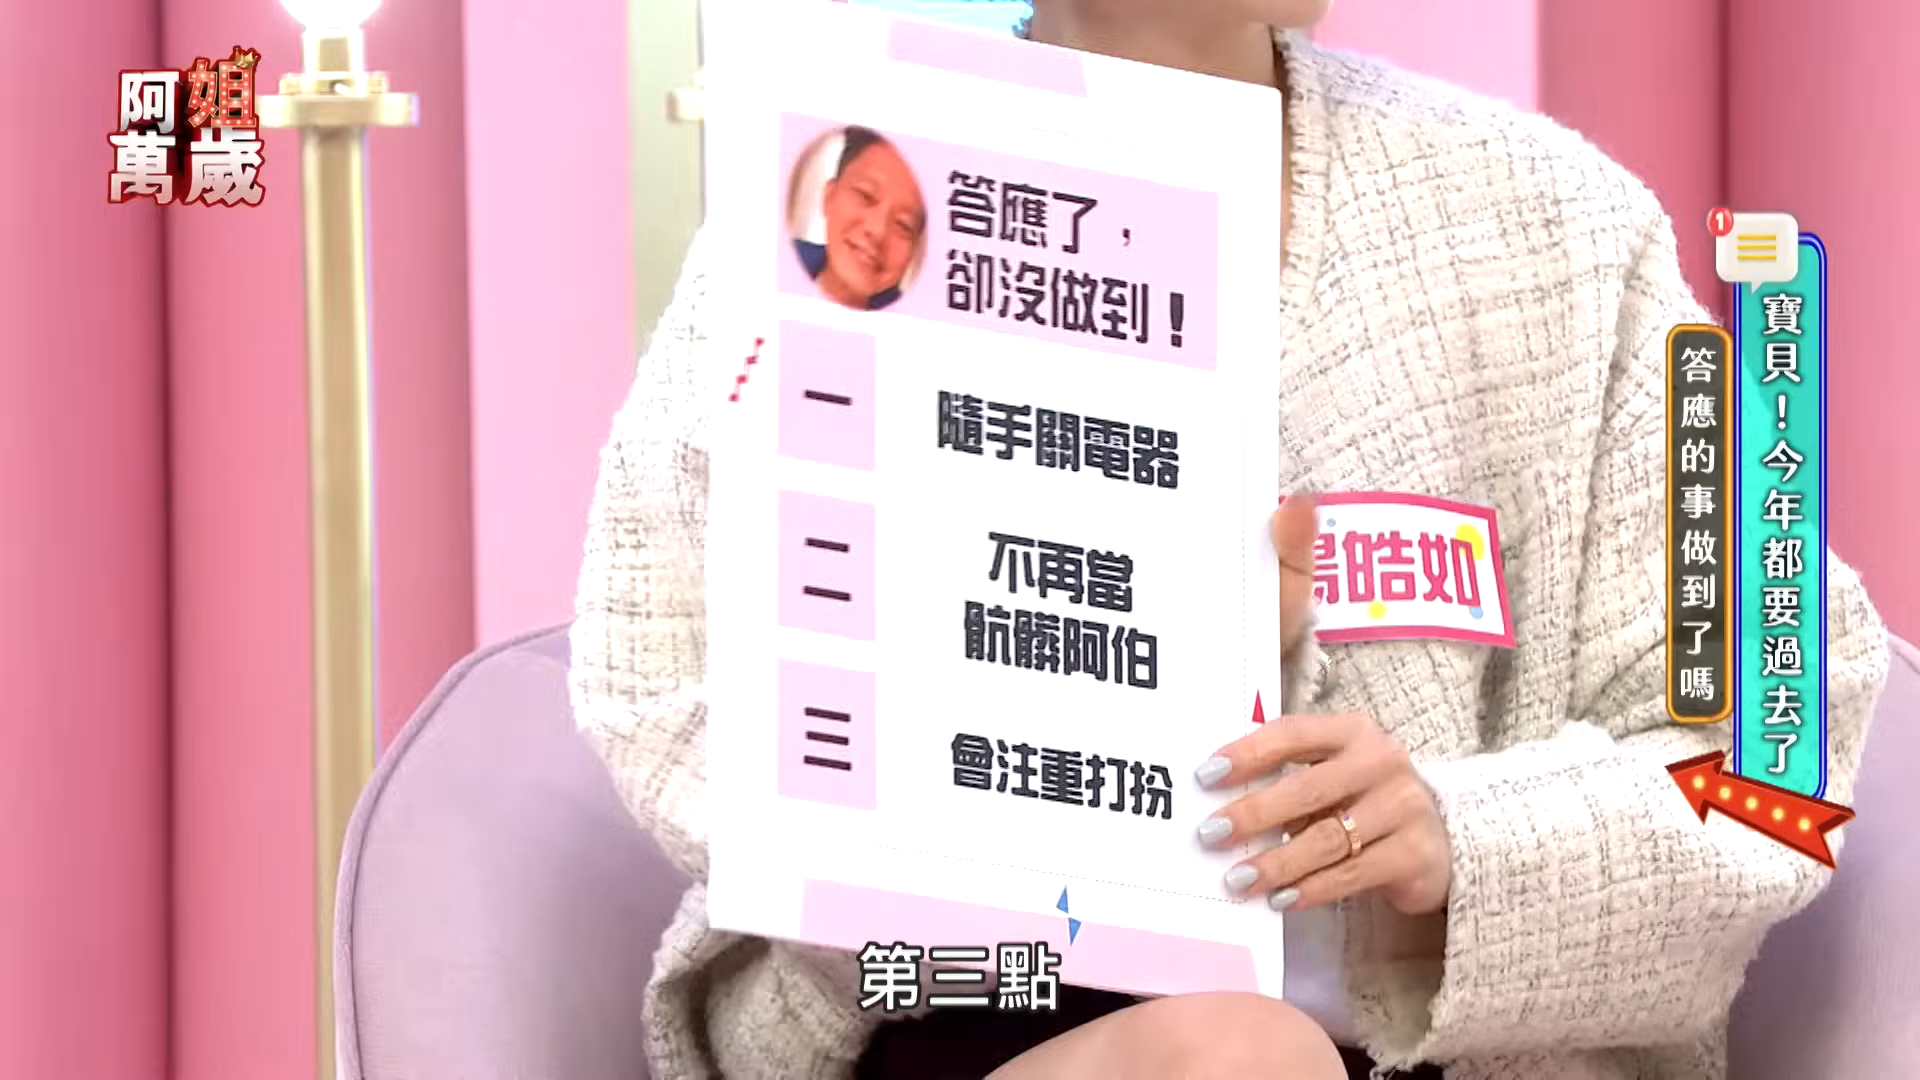 阿姐
萬歲
答應了，
卻沒做到！
一
隨手關電器
二
不再當
骯髒阿伯
三
會注重打扮
皓如
1
寶貝！今年都要過去了
答應的事做到了嗎
第三點